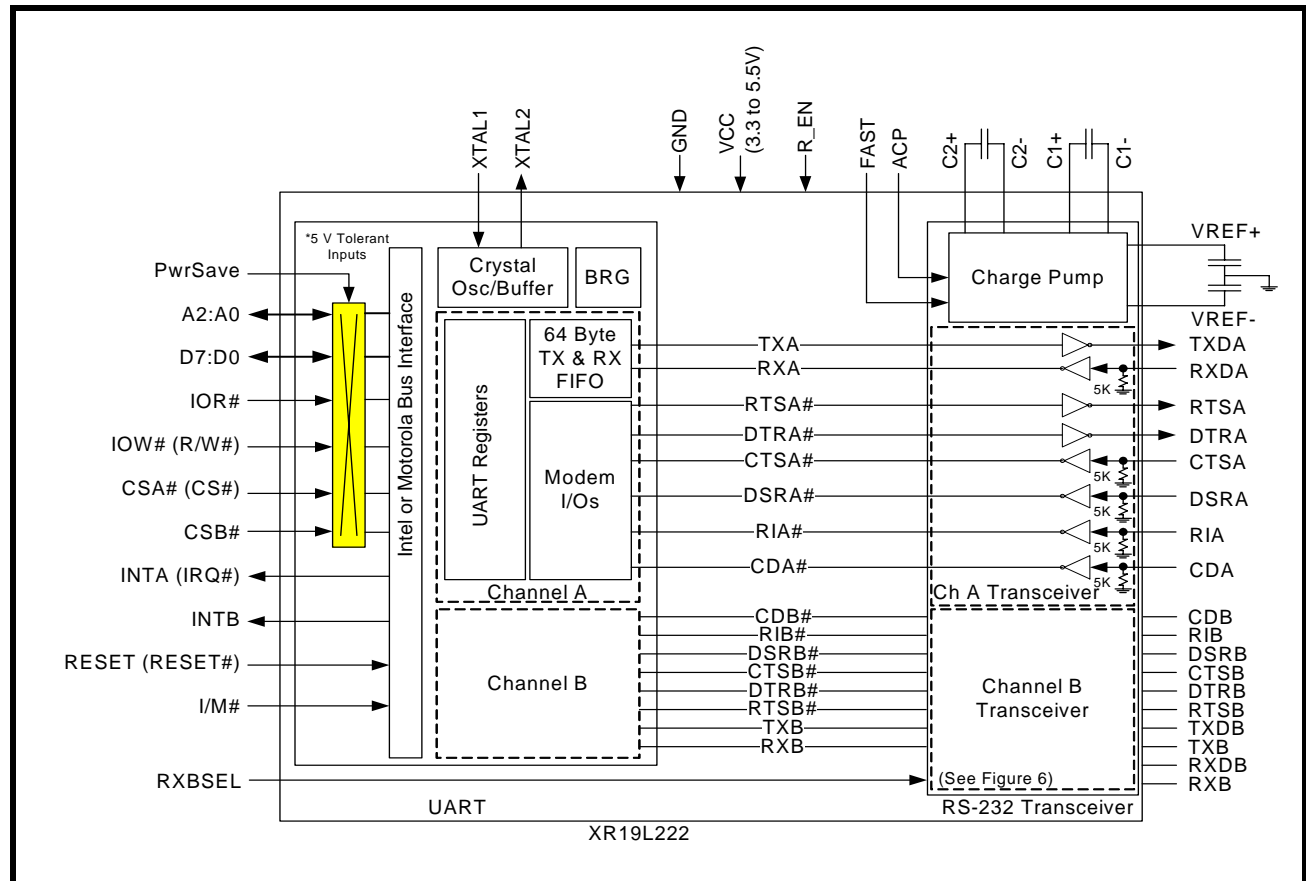 XTAL1
XTAL2
GND
VCC
(3.3 to 5.5V)
R_EN
FAST
ACP
C2+
C2-
C1+
C1-
*5 V Tolerant
Inputs
PwrSave
A2:A0
D7:D0
IOR#
IOW# (R/W#)
CSA# (CS#)
CSB#
INTA (IRQ#)
INTB
RESET (RESET#)
I/M#
RXBSEL
Intel or Motorola Bus Interface
Crystal
Osc/Buffer
BRG
UART Registers
64 Byte
TX & RX
FIFO
Modem
I/Os
Channel A
Channel B
UART
TXA
RXA
RTSA#
DTRA#
CTSA#
DSRA#
RIA#
CDA#
CDB#
RIB#
DSRB#
CTSB#
DTRB#
RTSB#
TXB
RXB
Charge Pump
5K
5K
5K
5K
5K
Ch A Transceiver
Channel B
Transceiver
(See Figure 6)
RS-232 Transceiver
VREF+
VREF-
TXDA
RXDA
RTSA
DTRA
CTSA
DSRA
RIA
CDA
CDB
RIB
DSRB
CTSB
DTRB
RTSB
TXDB
TXB
RXDB
RXB
XR19L222